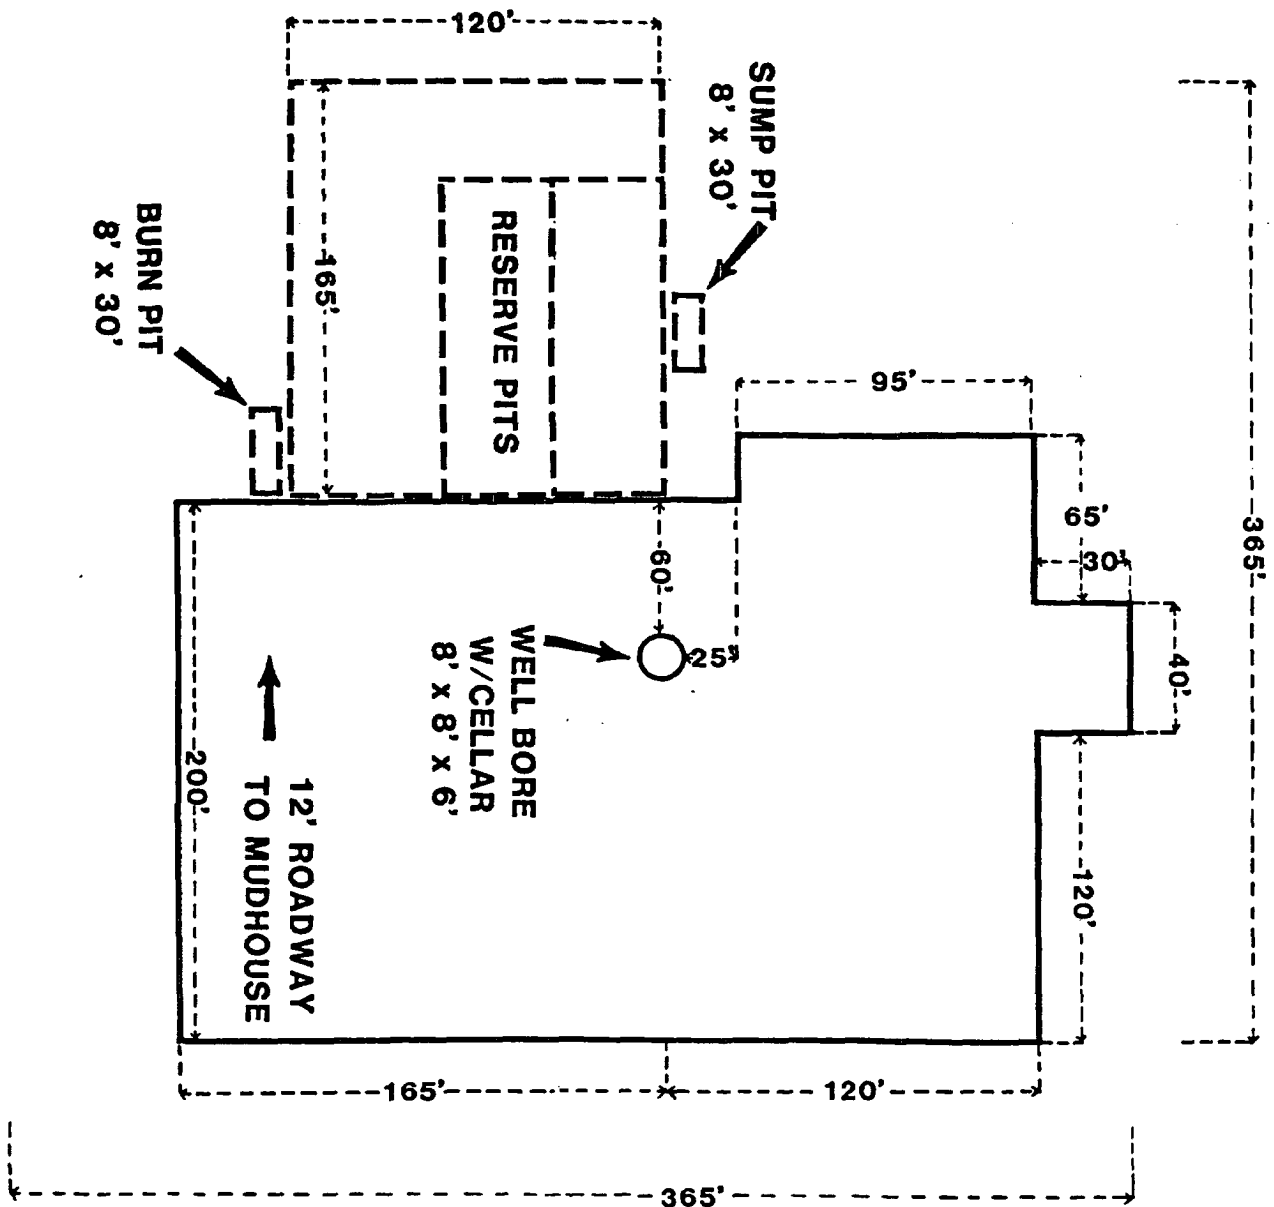 120'
SUMP PIT
8' x 30'
BURN PIT
8' x 30'
165'
RESERVE PITS
95'
65'
30'
365'
60'
25'
40'
WELL BORE
W/CELLAR
8' x 8' x 6'
200'
12' ROADWAY
TO MUDHOUSE
120'
165'
120'
365'